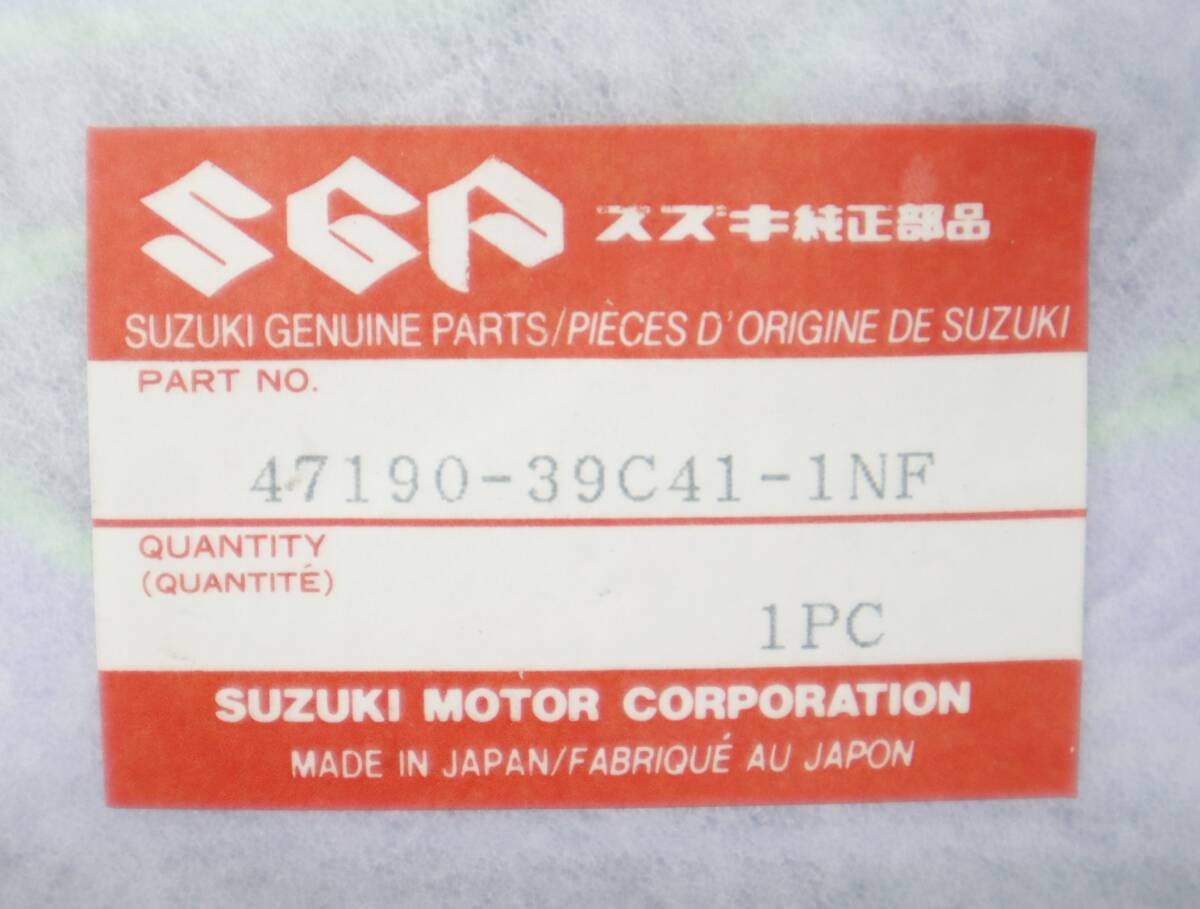 SGP スズキ純正部品
SUZUKI GENUINE PARTS/PIÈCES D'ORIGINE DE SUZUKI
PART NO.
47190-39C41-1NF
QUANTITY
(QUANTITÉ)
1PC
SUZUKI MOTOR CORPORATION
MADE IN JAPAN/FABRIQUÉ AU JAPON